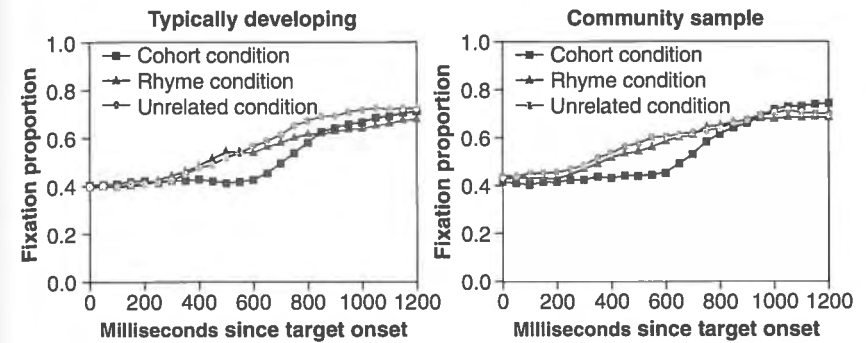 Typically developing
1.0
0.8
0.6
0.4
0.2
0.0
Fixation proportion
Cohort condition
Rhyme condition
Unrelated condition
0 200 400 600 800 1000 1200
Milliseconds since target onset
Community sample
1.0
0.8
0.6
0.4
0.2
0.0
Fixation proportion
Cohort condition
Rhyme condition
Unrelated condition
0 200 400 600 800 1000 1200
Milliseconds since target onset